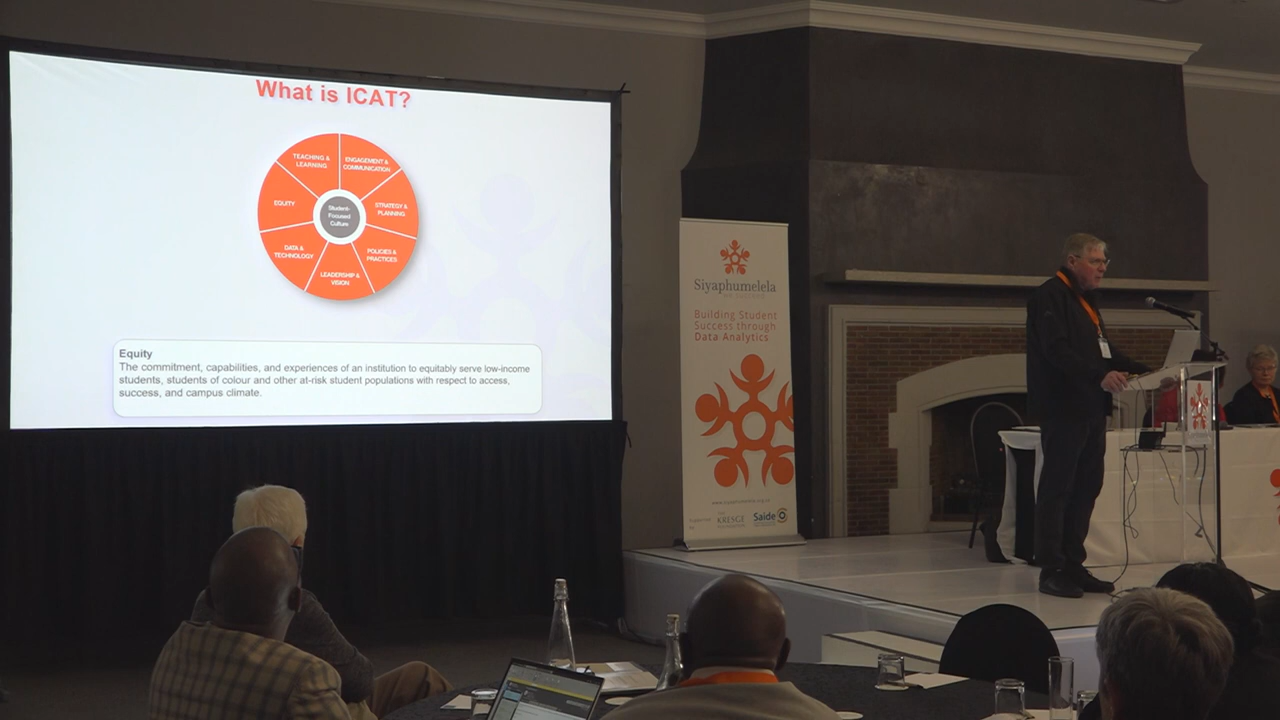 What is ICAT?
TEACHING &
LEARNING
ENGAGEMENT &
COMMUNICATION
EQUITY
STRATEGY &
PLANNING
Student-
Focused
Culture
DATA &
TECHNOLOGY
POLICIES &
PRACTICES
LEADERSHIP &
VISION
Equity
The commitment, capabilities, and experiences of an institution to equitably serve low-income
students, students of colour and other at-risk student populations with respect to access,
success, and campus climate.
Siyaphumelela
Building Student
Success through
Data Analytics
KRESGE
Saide